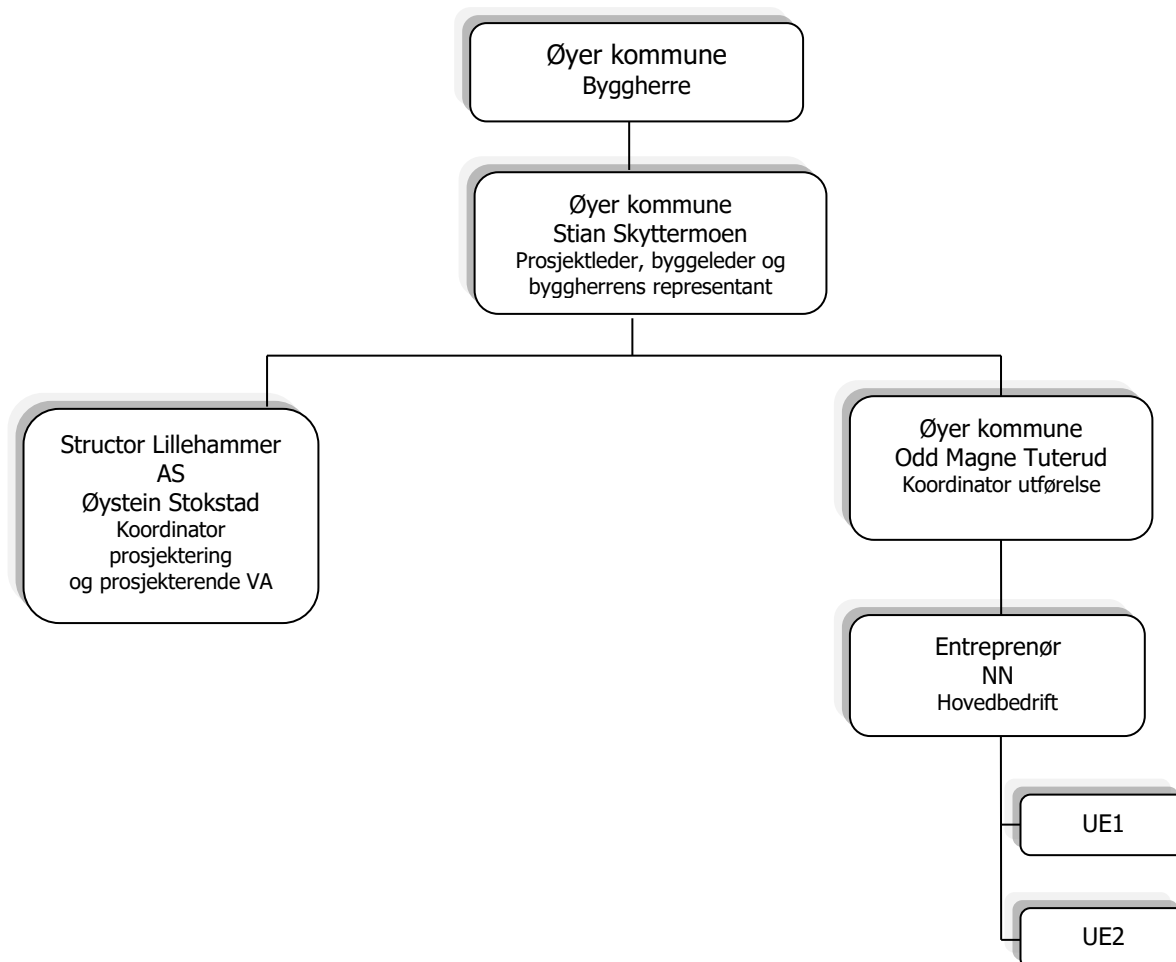 Øyer kommune
Byggherre
Øyer kommune
Stian Skyttermoen
Prosjektleder, byggeleder og
byggherrens representant
Structor Lillehammer
AS
Øystein Stokstad
Koordinator
prosjektering
og prosjekterende VA
Øyer kommune
Odd Magne Tuterud
Koordinator utførelse
Entreprenør
NN
Hovedbedrift
UE1
UE2